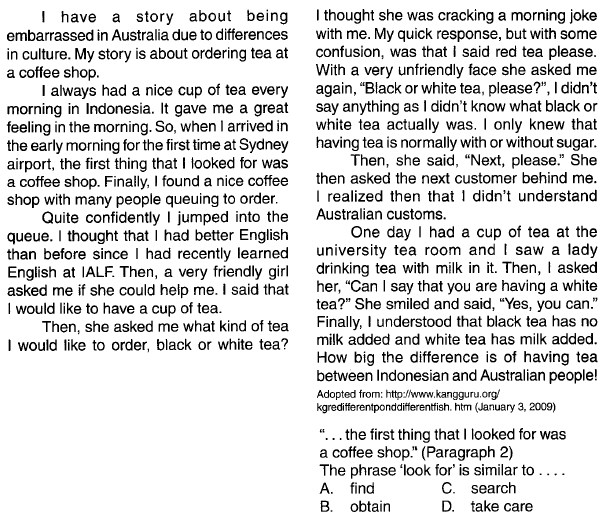 I have a story about being
embarrassed in Australia due to differences
in culture. My story is about ordering tea at
a coffee shop.
I always had a nice cup of tea every
morning in Indonesia. It gave me a great
feeling in the morning. So, when I arrived in
the early morning for the first time at Sydney
airport, the first thing that I looked for was
a coffee shop. Finally, I found a nice coffee
shop with many people queuing to order.
Quite confidently I jumped into the
queue. I thought that I had better English
than before since I had recently learned
English at IALF. Then, a very friendly girl
asked me if she could help me. I said that
I would like to have a cup of tea.
Then, she asked me what kind of tea
I would like to order, black or white tea?
I thought she was cracking a morning joke
with me. My quick response, but with some
confusion, was that I said red tea please.
With a very unfriendly face she asked me
again, “Black or white tea, please?”, I didn’t
say anything as I didn’t know what black or
white tea actually was. I only knew that
having tea is normally with or without sugar.
Then, she said, “Next, please.” She
then asked the next customer behind me.
I realized then that I didn’t understand
Australian customs.
One day I had a cup of tea at the
university tea room and I saw a lady
drinking tea with milk in it. Then, I asked
her, “Can I say that you are having a white
tea?” She smiled and said, “Yes, you can.”
Finally, I understood that black tea has no
milk added and white tea has milk added.
How big the difference is of having tea
between Indonesian and Australian people!
Adopted from: http://www.kangguru.org/
kgredifferentponddifferentfish. htm (January 3, 2009)
“. . . the first thing that I looked for was
a coffee shop.” (Paragraph 2)
The phrase ‘look for’ is similar to . . . .
A. find C. search
B. obtain D. take care